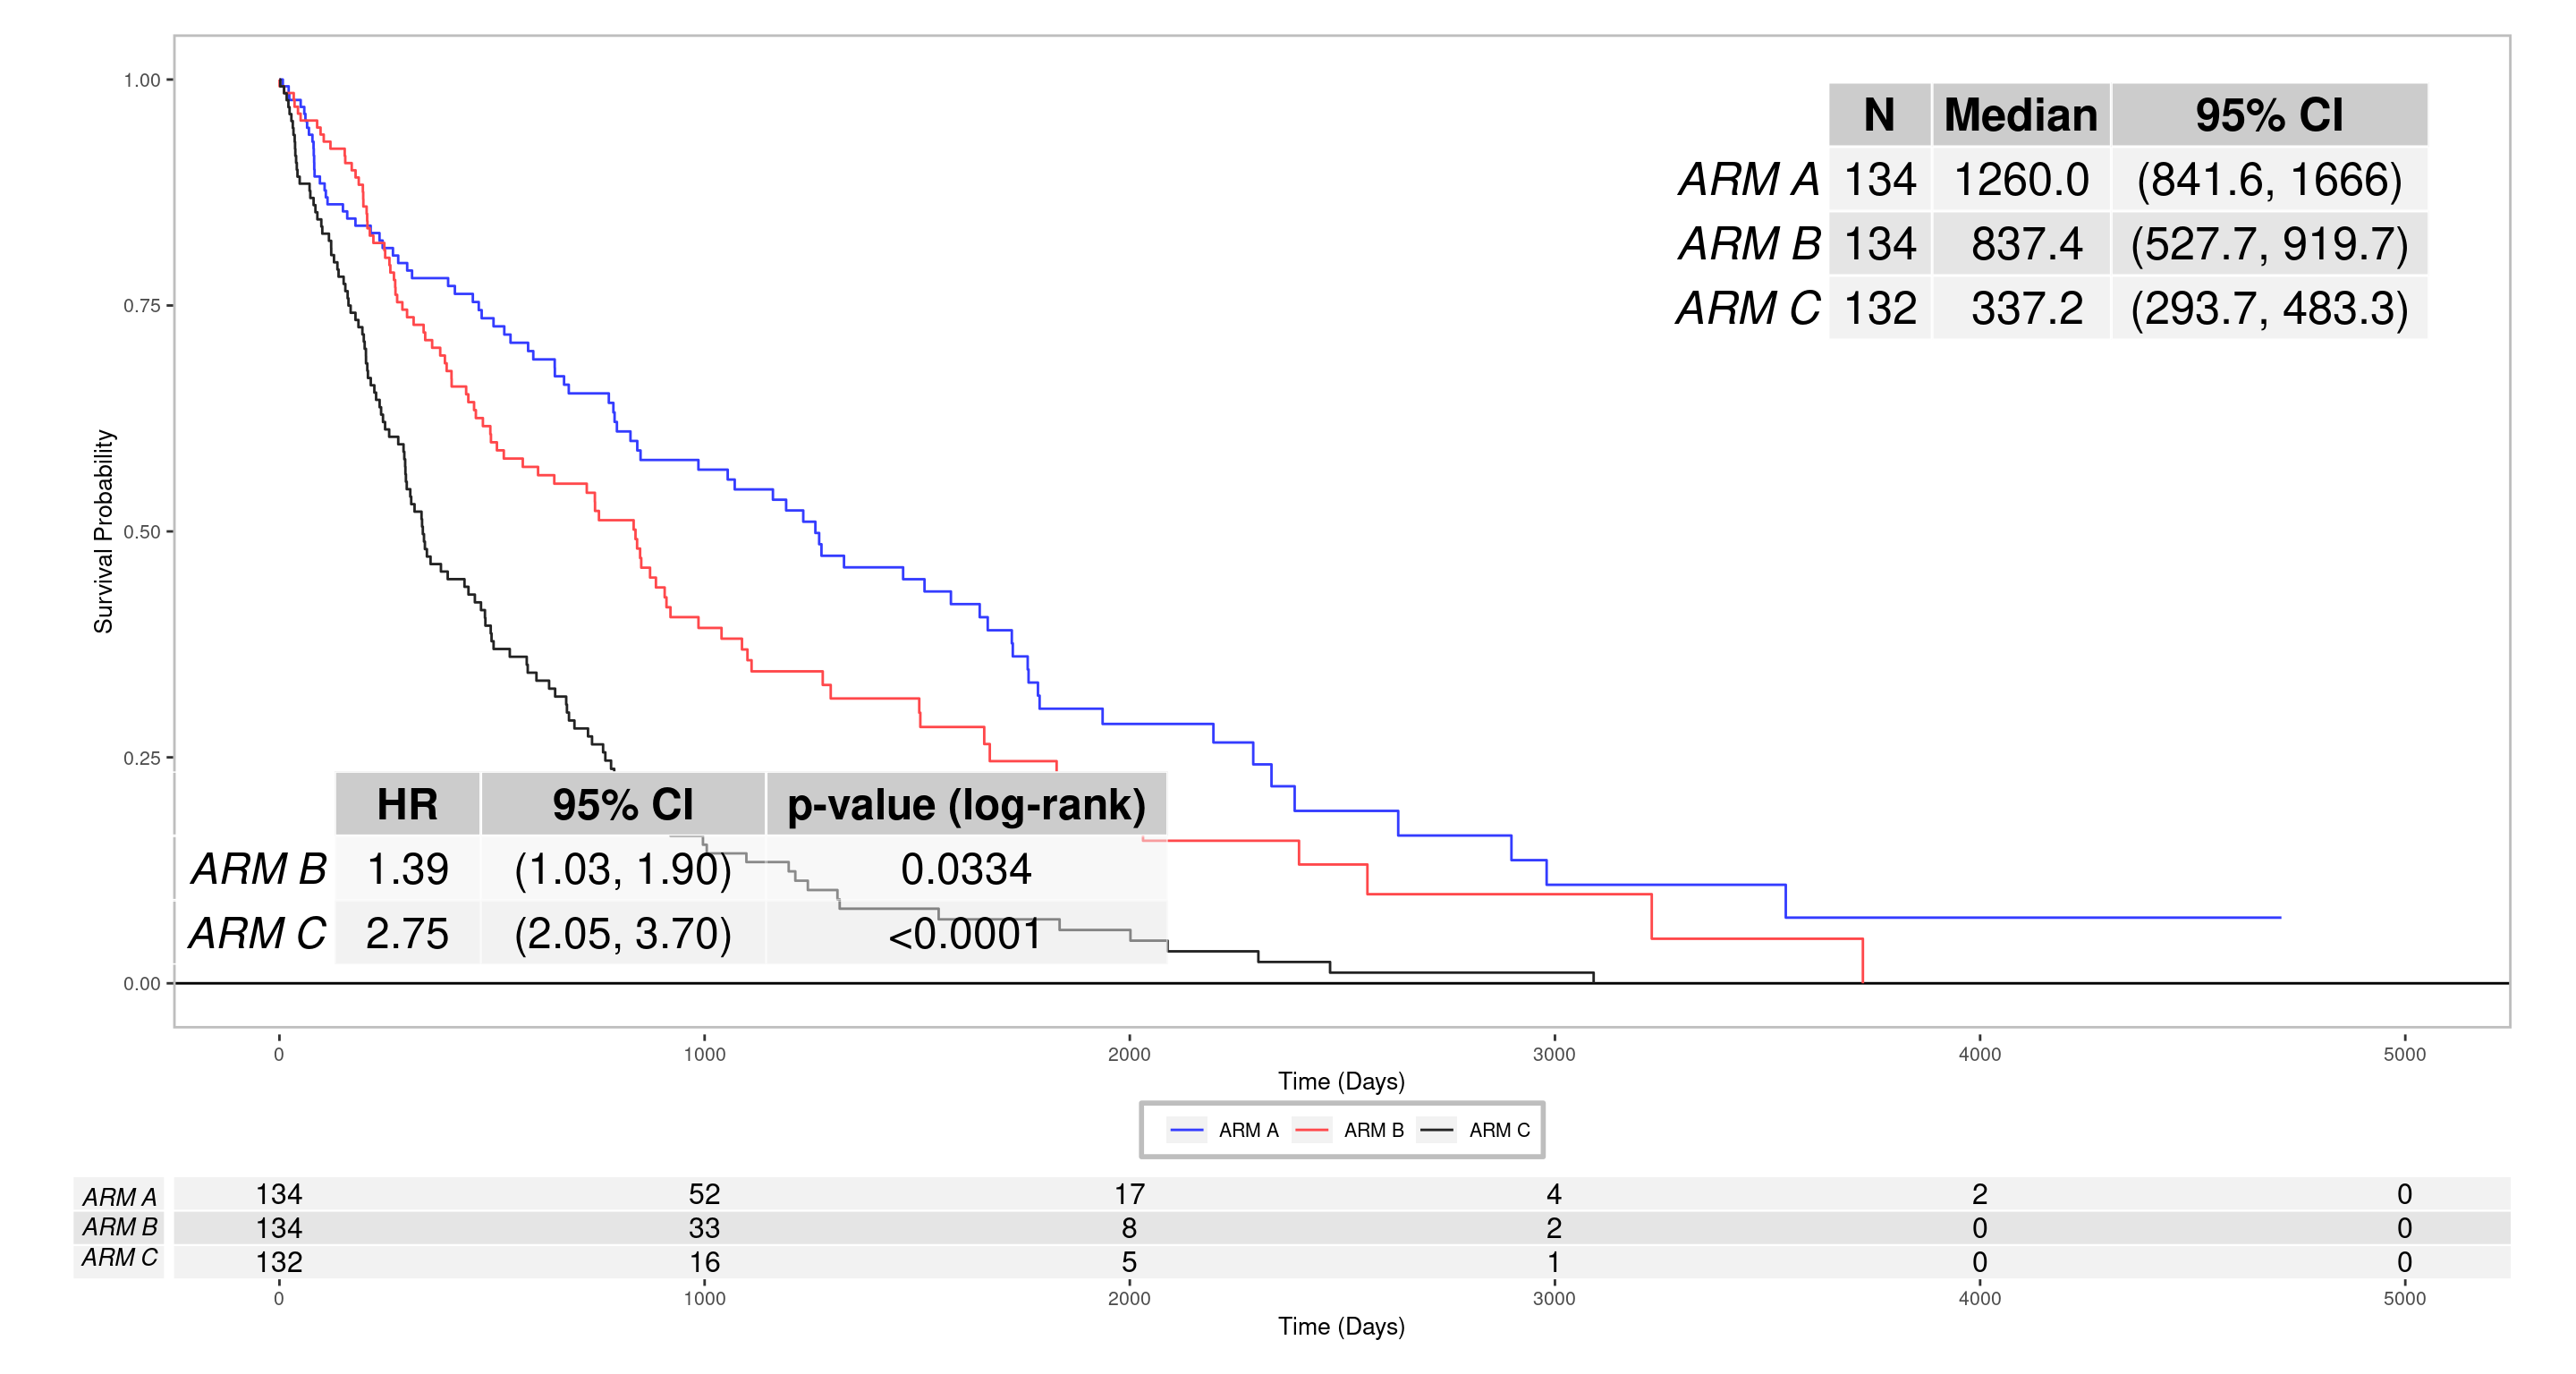 1.00
N Median 95% CI
ARM A 134 1260.0 (841.6, 1666)
ARM B 134 837.4 (527.7, 919.7)
ARM C 132 337.2 (293.7, 483.3)
0.75
Survival Probability
0.50
0.25
HR 95% CI p-value (log-rank)
ARM B 1.39 (1.03, 1.90) 0.0334
ARM C 2.75 (2.05, 3.70) <0.0001
0.00
0 1000 2000 3000 4000 5000
Time (Days)
ARM A ARM B ARM C
ARM A 134 52 17 4 2 0
ARM B 134 33 8 2 0 0
ARM C 132 16 5 1 0 0
0 1000 2000 3000 4000 5000
Time (Days)